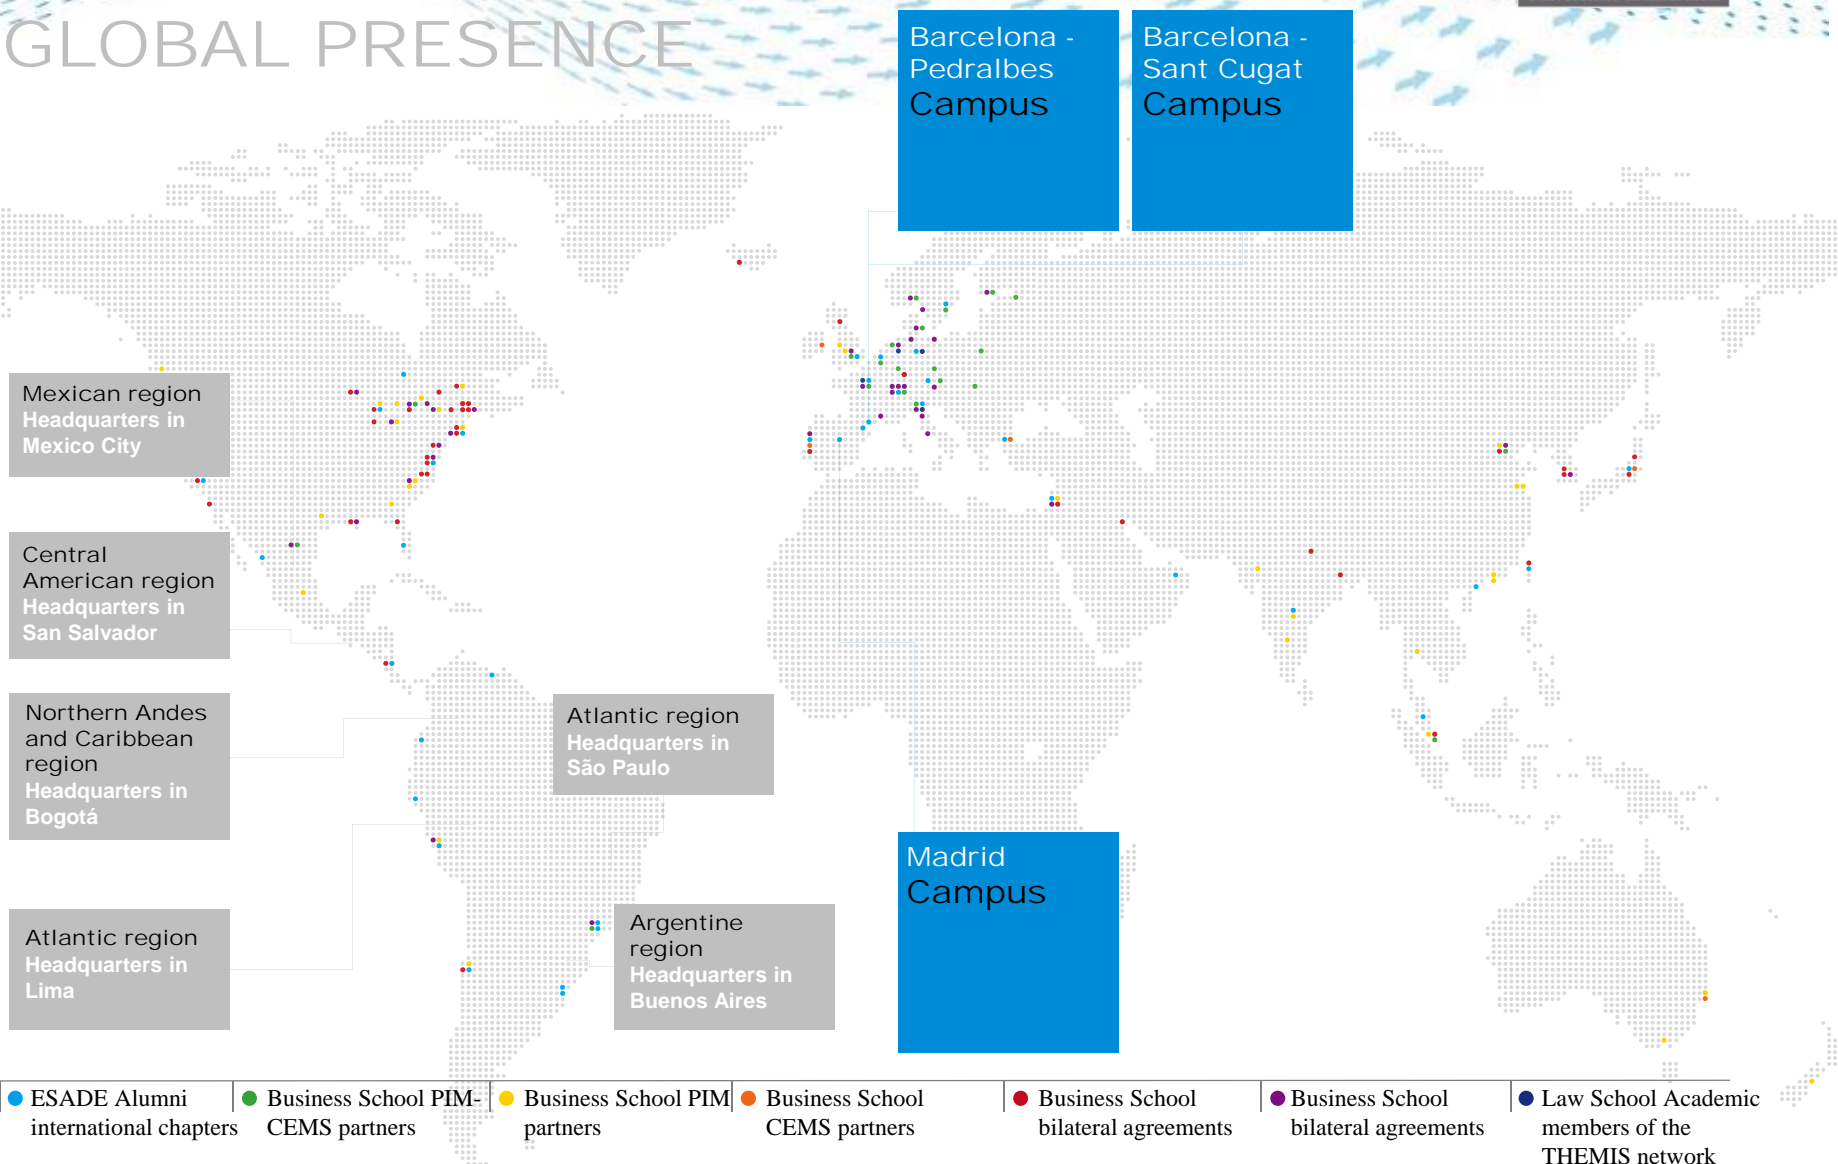 GLOBAL PRESENCE
Barcelona -
Pedralbes
Campus
Barcelona -
Sant Cugat
Campus
Mexican region
Headquarters in
Mexico City
Central
American region
Headquarters in
San Salvador
Northern Andes
and Caribbean
region
Headquarters in
Bogotá
Atlantic region
Headquarters in
São Paulo
Atlantic region
Headquarters in
Lima
Argentine
region
Headquarters in
Buenos Aires
Madrid
Campus
ESADE Alumni
international chapters
Business School PIM-
CEMS partners
Business School PIM
partners
Business School
CEMS partners
Business School
bilateral agreements
Business School
bilateral agreements
Law School Academic
members of the
THEMIS network